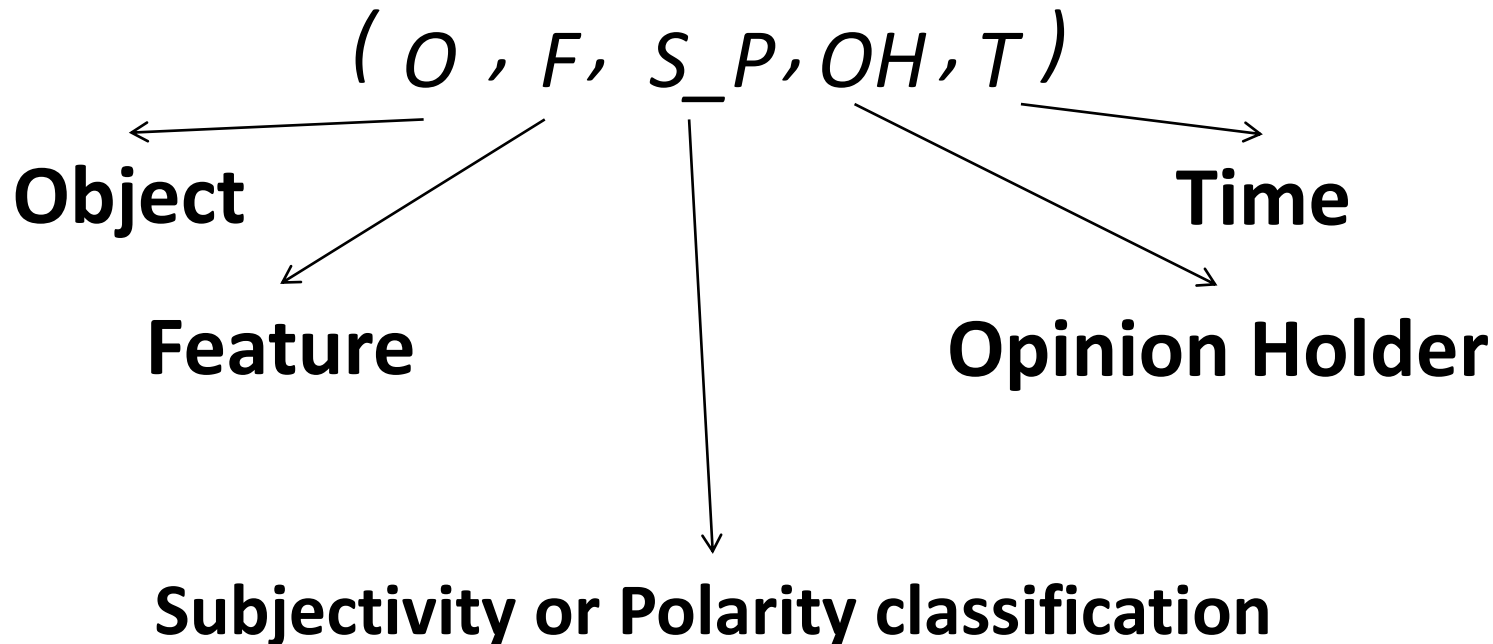 ( O , F, S_P, OH, T )
Object
Time
Feature
Opinion Holder
Subjectivity or Polarity classification